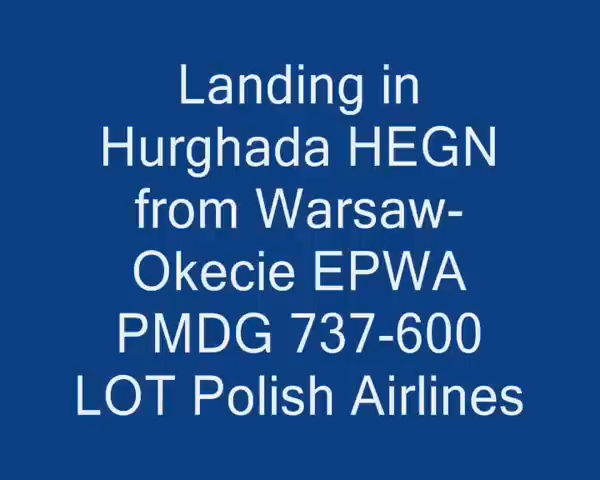 Landing in
Hurghada HEGN
from Warsaw-
Okecie EPWA
PMDG 737-600
LOT Polish Airlines